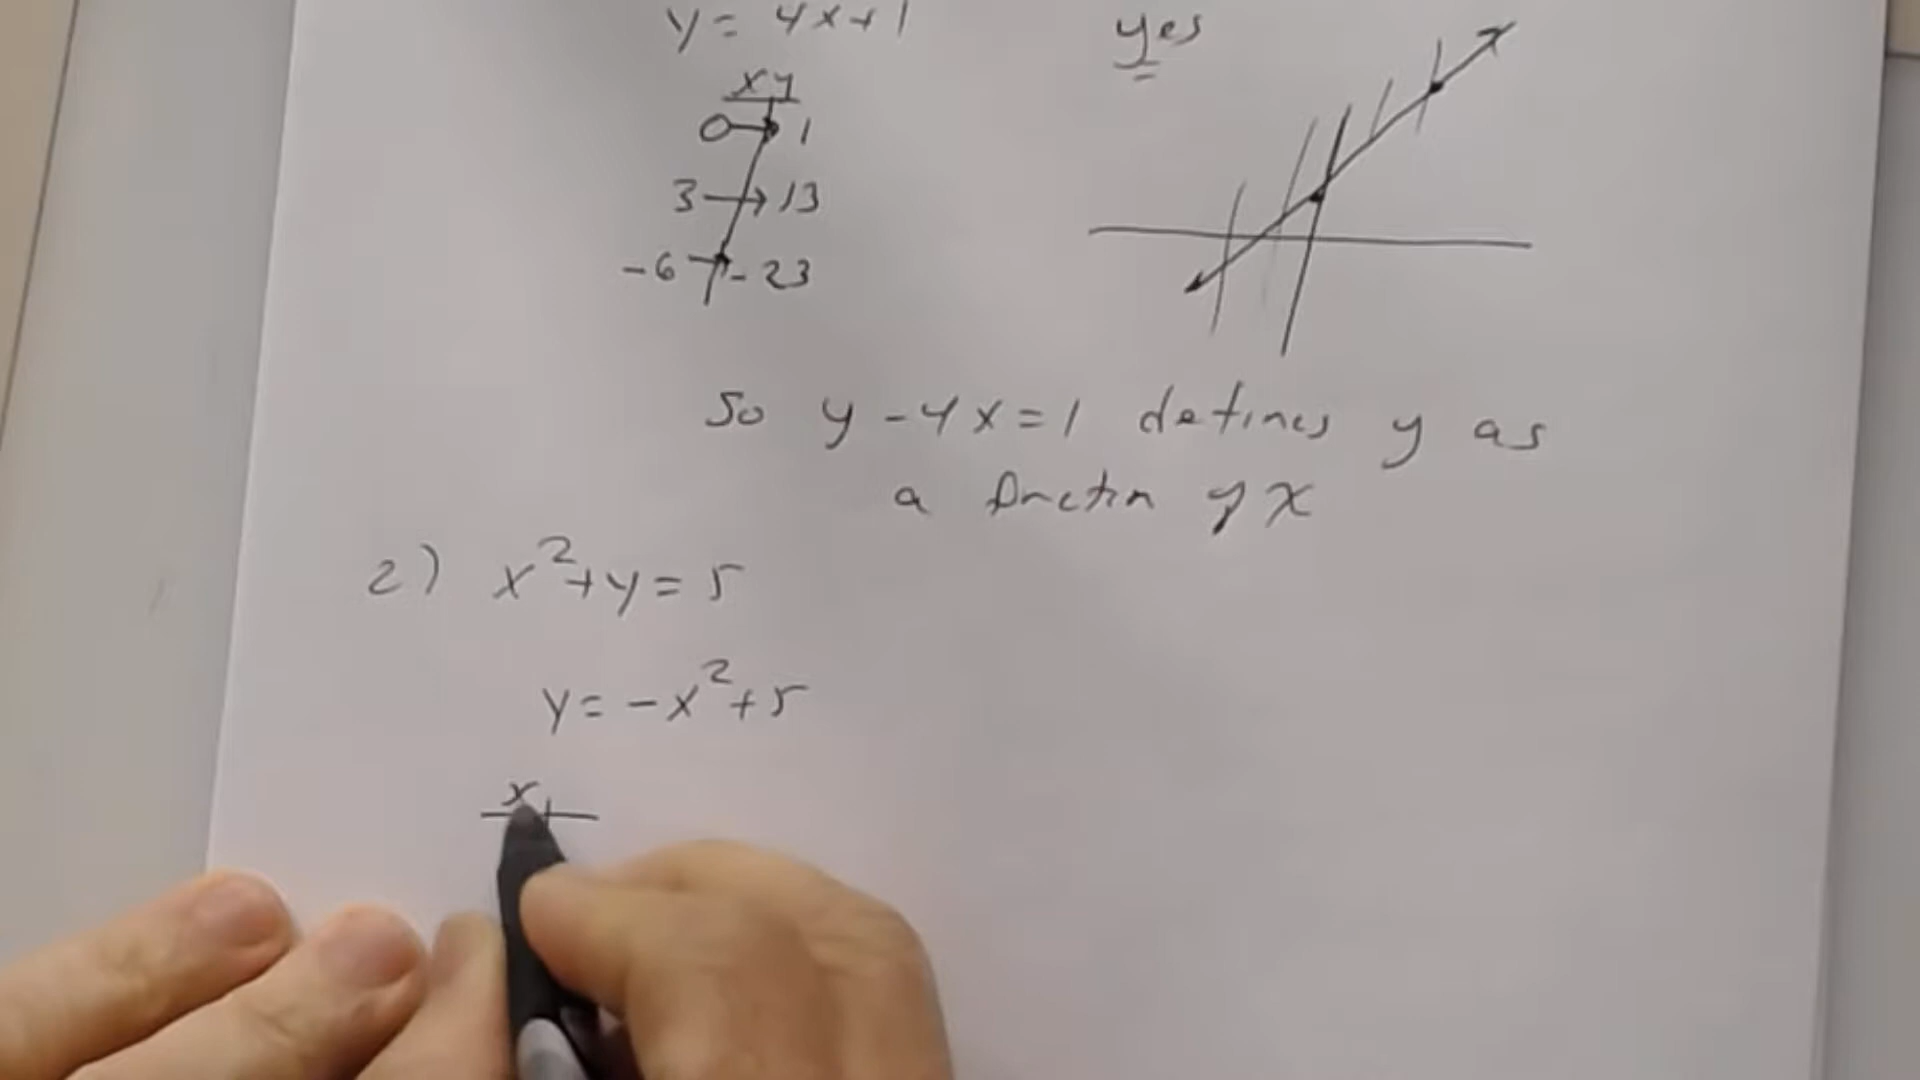 y = 4x+1
yes
x y
0 → 1
3 → 13
-6 → -23
So y - 4x = 1 defines y as
a function of x
2) x²+y = 5
y = -x²+5
x